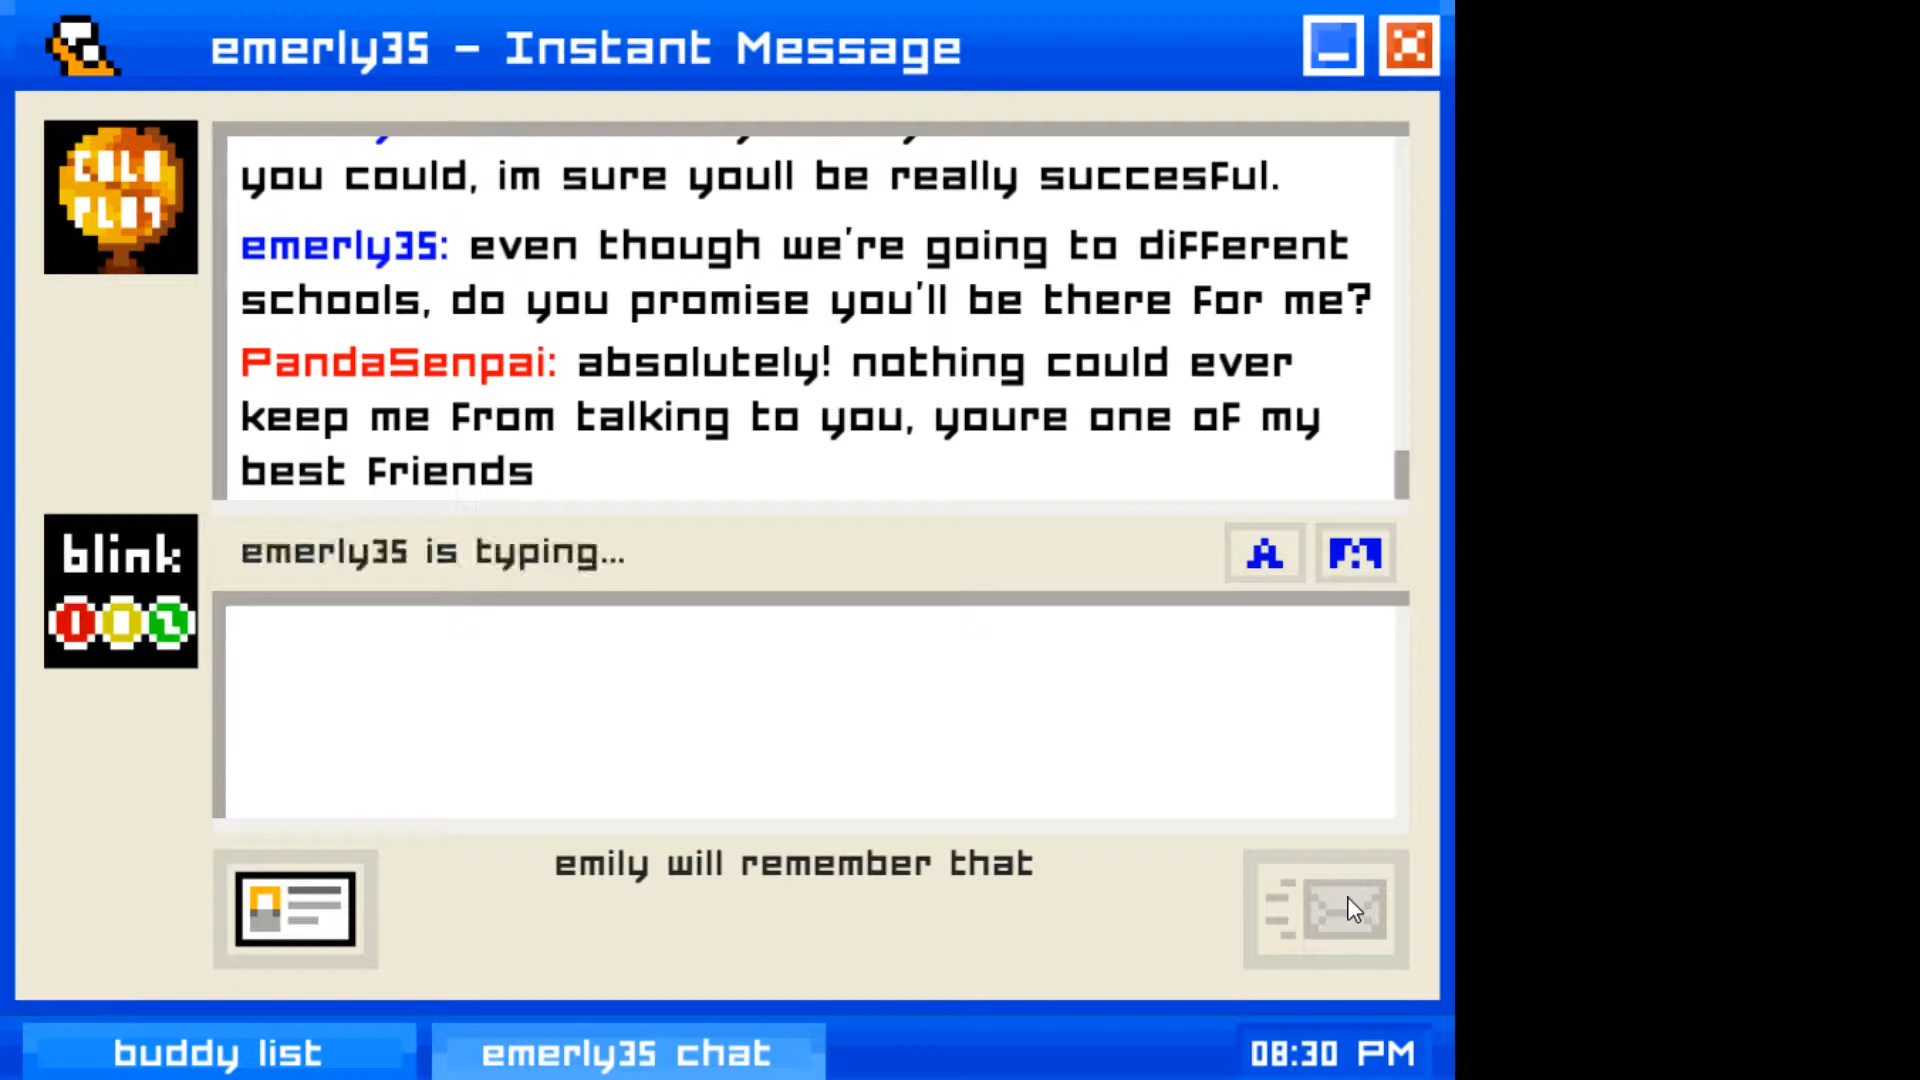 emerly35 - Instant Message
COLD
PLAY
you could, im sure youll be really succesful.
emerly35: even though we're going to different
schools, do you promise you'll be there for me?
PandaSenpai: absolutely! nothing could ever
keep me from talking to you, youre one of my
best friends
blink
182
emerly35 is typing...
A
emily will remember that
buddy list
emerly35 chat
08:30 PM